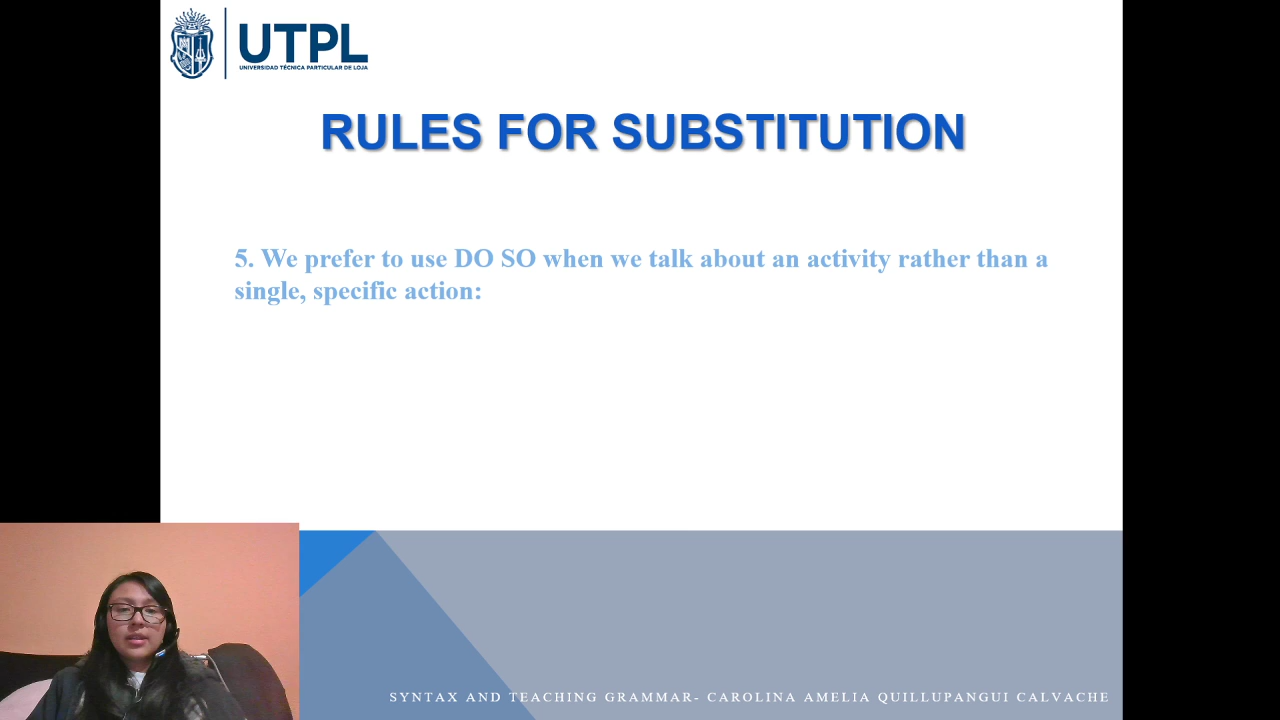 UTPL
UNIVERSIDAD TÉCNICA PARTICULAR DE LOJA
RULES FOR SUBSTITUTION
5. We prefer to use DO SO when we talk about an activity rather than a
single, specific action:
SYNTAX AND TEACHING GRAMMAR- CAROLINA AMELIA QUILLUPANGUI CALVACHE